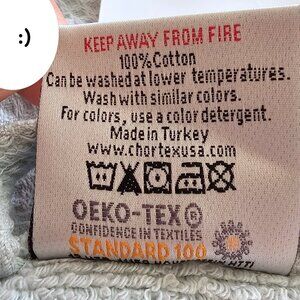 :)
KEEP AWAY FROM FIRE
100% Cotton
Can be washed at lower temperatures.
Wash with similar colors.
For colors, use a color detergent.
Made in Turkey
www.chortexusa.com
OEKO-TEX®
CONFIDENCE IN TEXTILES
STANDARD 100